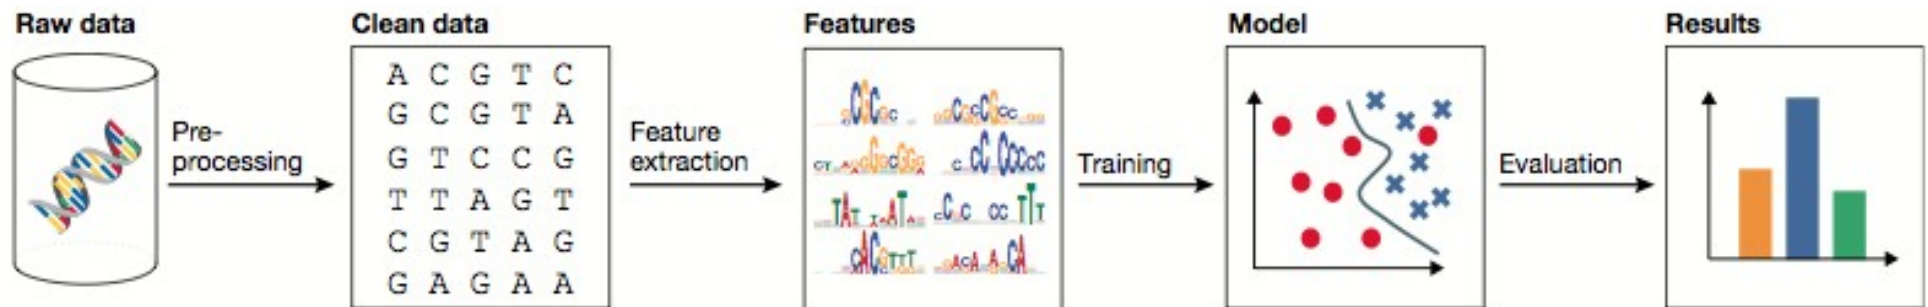 Raw data
Clean data
Features
Model
Results
Pre-
processing
A C G T C
G C G T A
G T C C G
T T A G T
C G T A G
G A G A A
Feature
extraction
Training
Evaluation